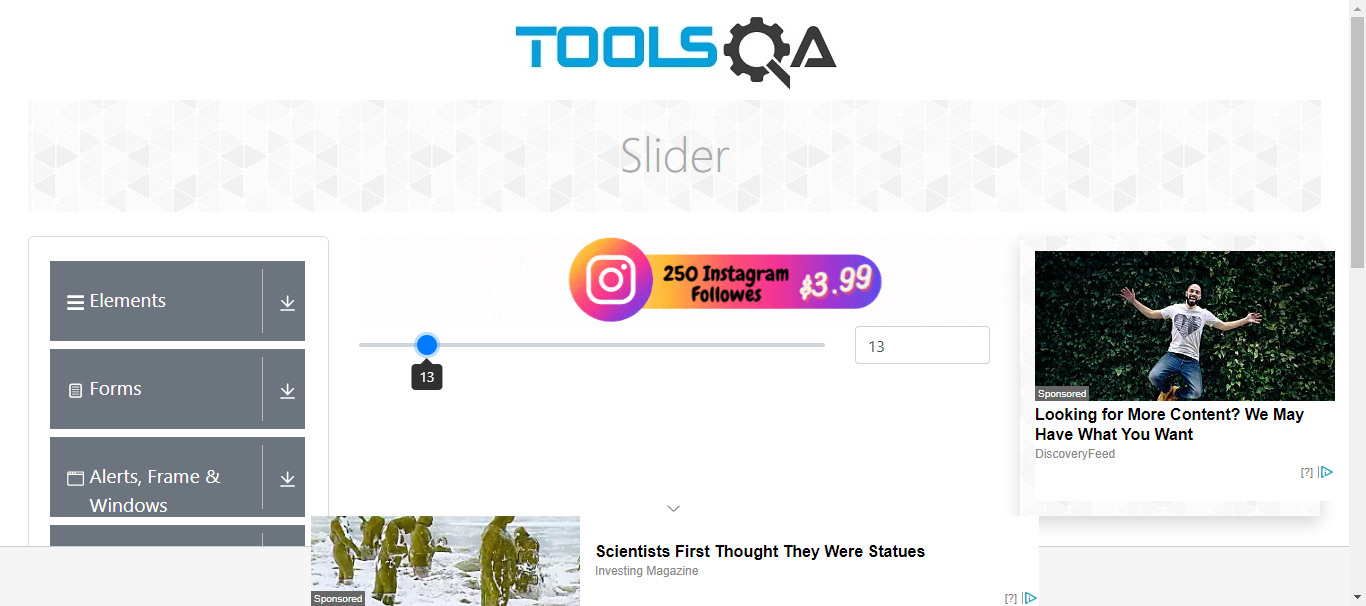 TOOLSQA
Slider
Elements
Forms
Alerts, Frame &
Windows
250 Instagram
Followes
$3.99
13
13
Sponsored
Looking for More Content? We May
Have What You Want
DiscoveryFeed
[?]
Scientists First Thought They Were Statues
Investing Magazine
Sponsored
[?]